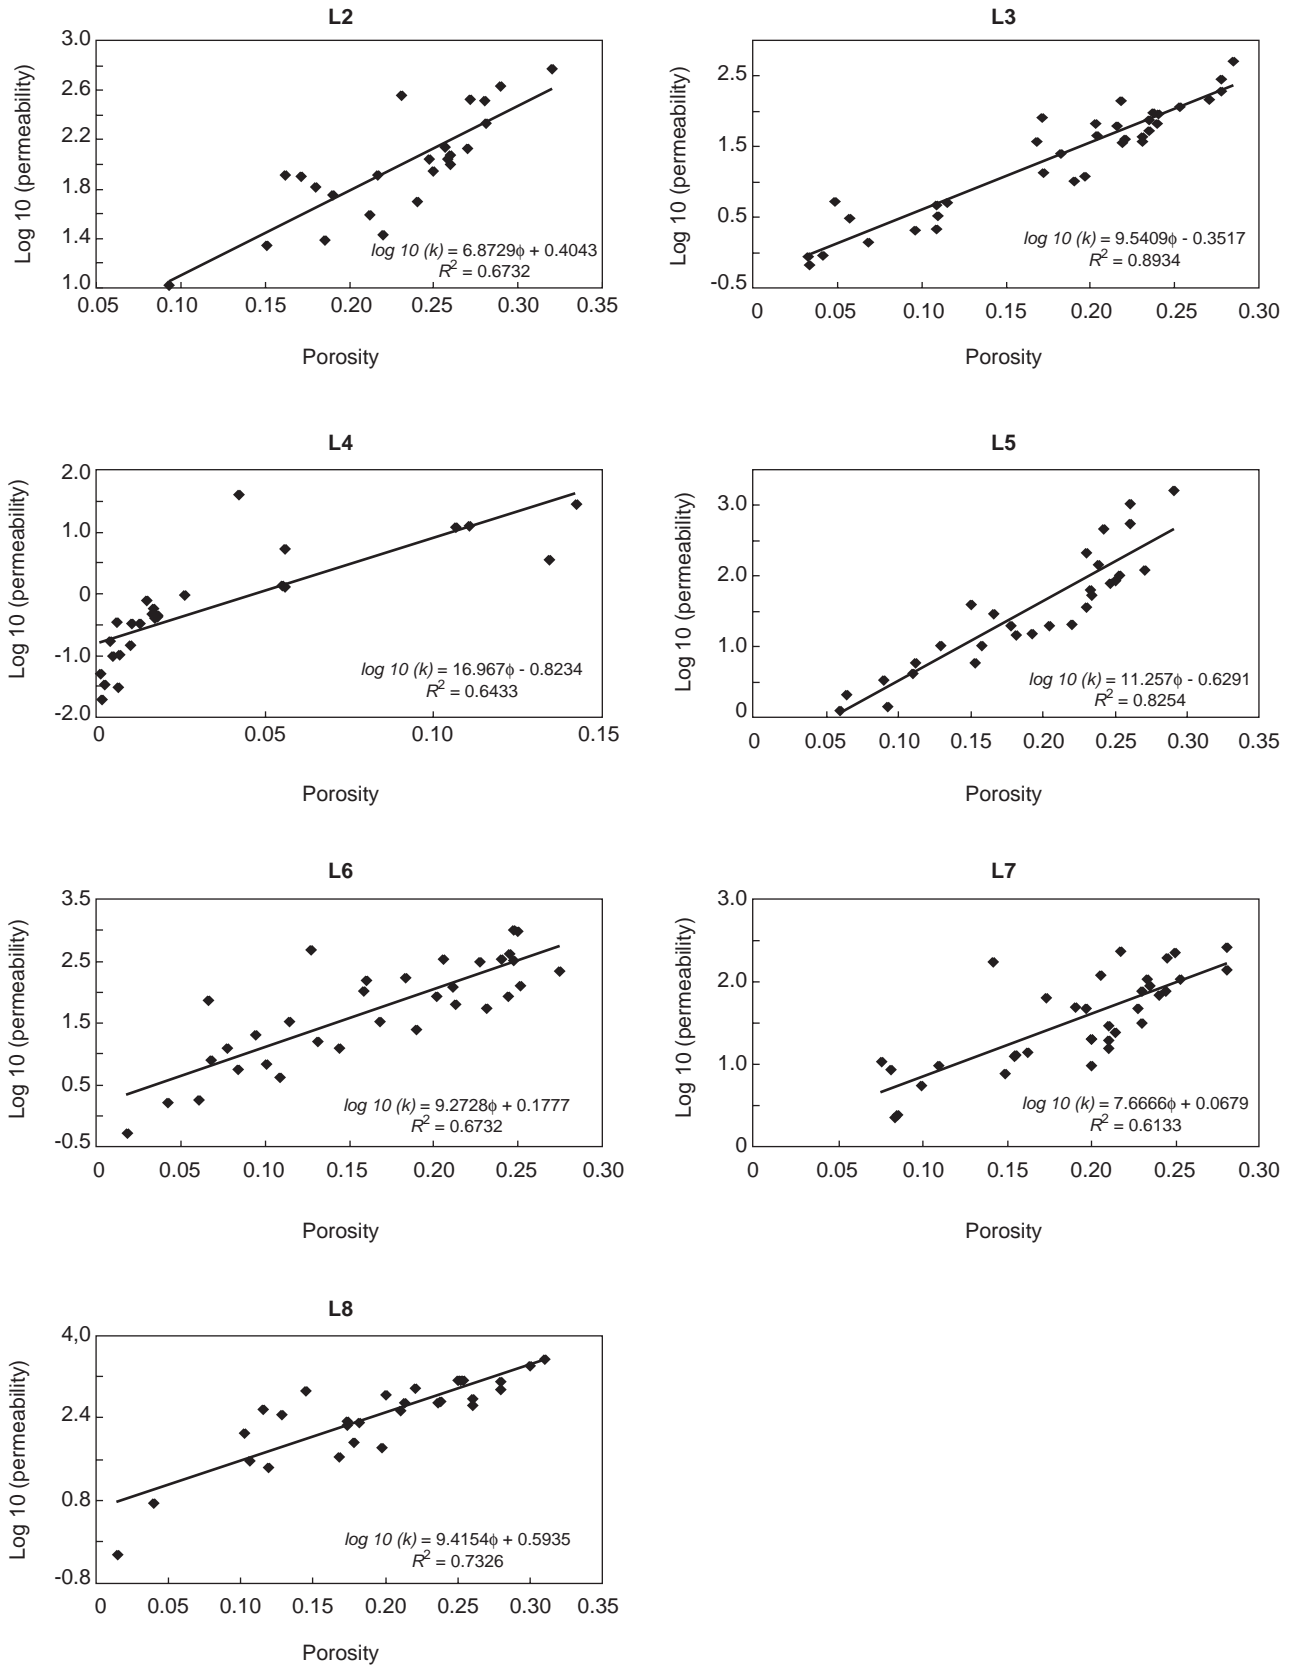 L2
Log 10 (permeability)
3.0
2.6
2.2
1.8
1.4
1.0
log 10 (k) = 6.8729ϕ + 0.4043
R² = 0.6732
0.05 0.10 0.15 0.20 0.25 0.30 0.35
Porosity
L3
Log 10 (permeability)
2.5
1.5
0.5
-0.5
log 10 (k) = 9.5409ϕ - 0.3517
R² = 0.8934
0 0.05 0.10 0.15 0.20 0.25 0.30
Porosity
L4
Log 10 (permeability)
2.0
1.0
0
-1.0
-2.0
log 10 (k) = 16.967ϕ - 0.8234
R² = 0.6433
0 0.05 0.10 0.15
Porosity
L5
Log 10 (permeability)
3.0
2.0
1.0
0
log 10 (k) = 11.257ϕ - 0.6291
R² = 0.8254
0 0.05 0.10 0.15 0.20 0.25 0.30 0.35
Porosity
L6
Log 10 (permeability)
3.5
2.5
1.5
0.5
-0.5
log 10 (k) = 9.2728ϕ + 0.1777
R² = 0.6732
0 0.05 0.10 0.15 0.20 0.25 0.30
Porosity
L7
Log 10 (permeability)
3.0
2.0
1.0
0
log 10 (k) = 7.6666ϕ + 0.0679
R² = 0.6133
0 0.05 0.10 0.15 0.20 0.25 0.30
Porosity
L8
Log 10 (permeability)
4,0
2.4
0.8
-0.8
log 10 (k) = 9.4154ϕ + 0.5935
R² = 0.7326
0 0.05 0.10 0.15 0.20 0.25 0.30 0.35
Porosity